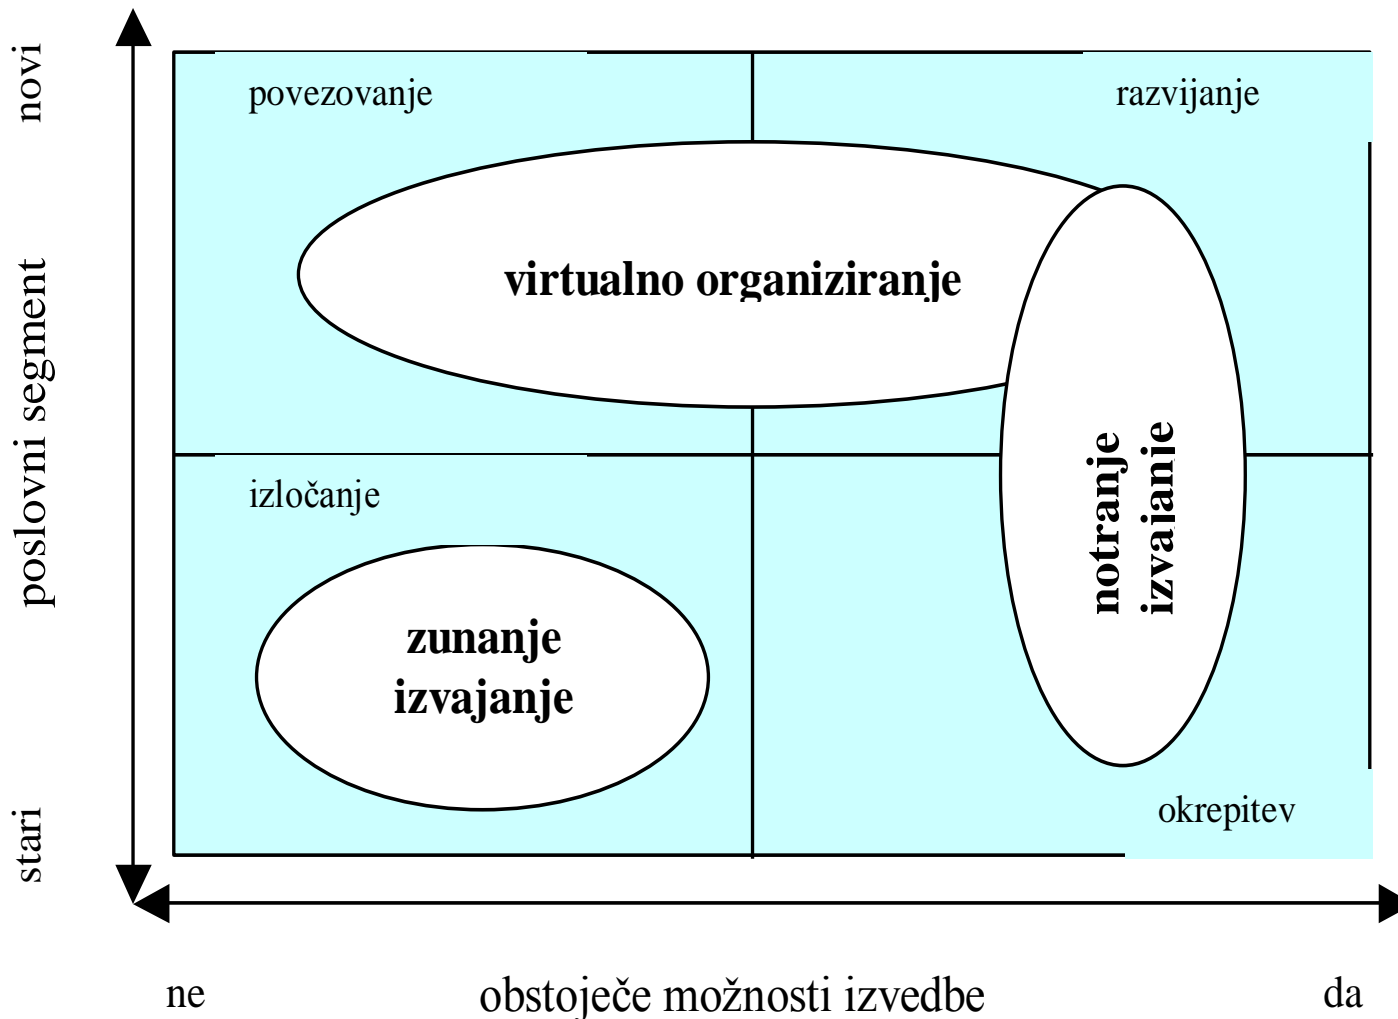 novi
povezovanje
razvijanje
virtualno organiziranje
poslovni segment
notranje
izvajanje
izločanje
zunanje
izvajanje
okrepitev
stari
ne
obstoječe možnosti izvedbe
da